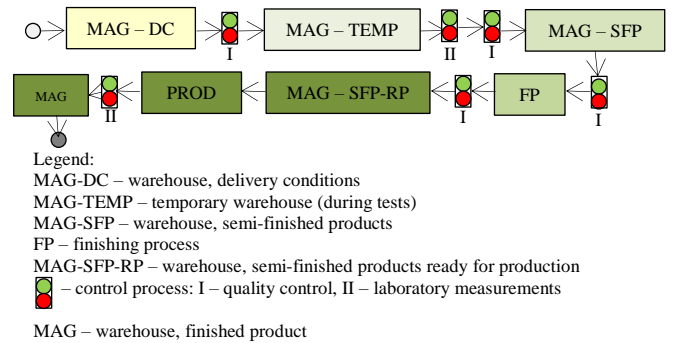 MAG – DC
MAG – TEMP
MAG – SFP
I
II
I
MAG
PROD
MAG – SFP-RP
FP
II
I
I
Legend:
MAG-DC – warehouse, delivery conditions
MAG-TEMP – temporary warehouse (during tests)
MAG-SFP – warehouse, semi-finished products
FP – finishing process
MAG-SFP-RP – warehouse, semi-finished products ready for production
– control process: I – quality control, II – laboratory measurements
MAG – warehouse, finished product